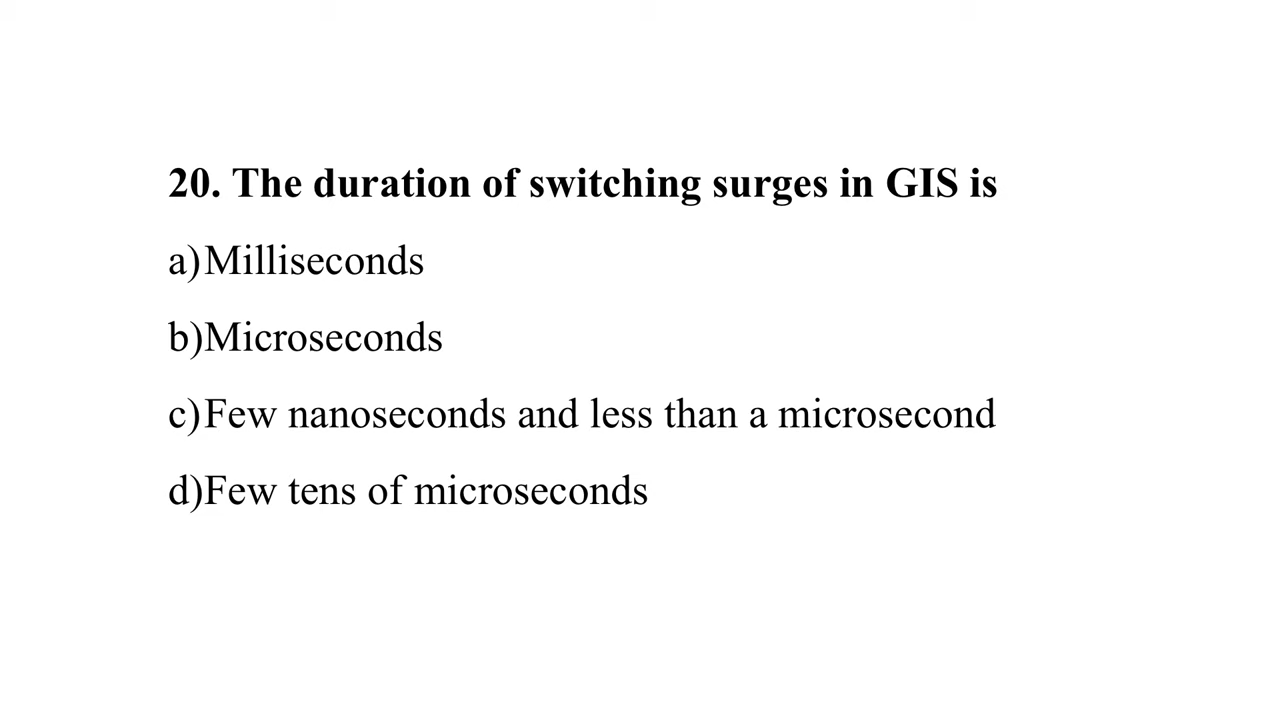 20. The duration of switching surges in GIS is
a) Milliseconds
b) Microseconds
c) Few nanoseconds and less than a microsecond
d) Few tens of microseconds